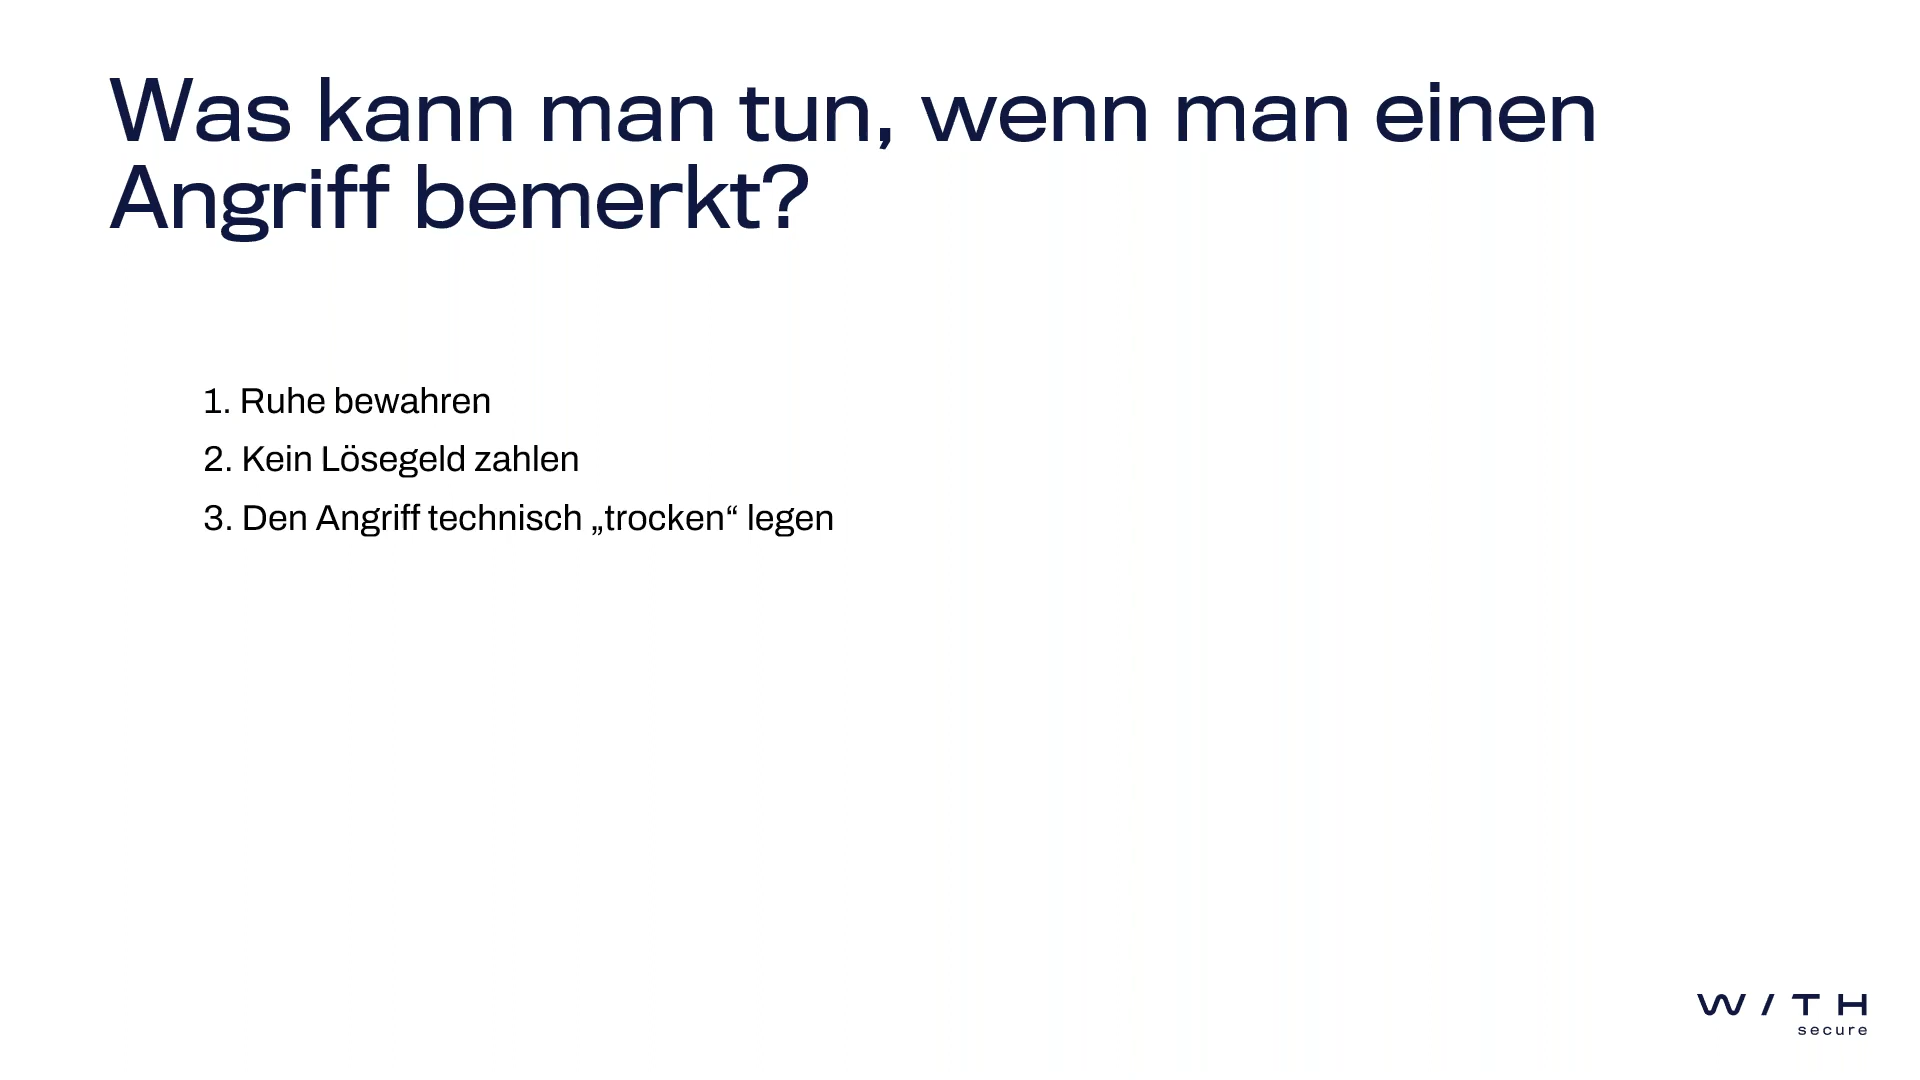 Was kann man tun, wenn man einen
Angriff bemerkt?
1. Ruhe bewahren
2. Kein Lösegeld zahlen
3. Den Angriff technisch „trocken“ legen
W / T H
secure